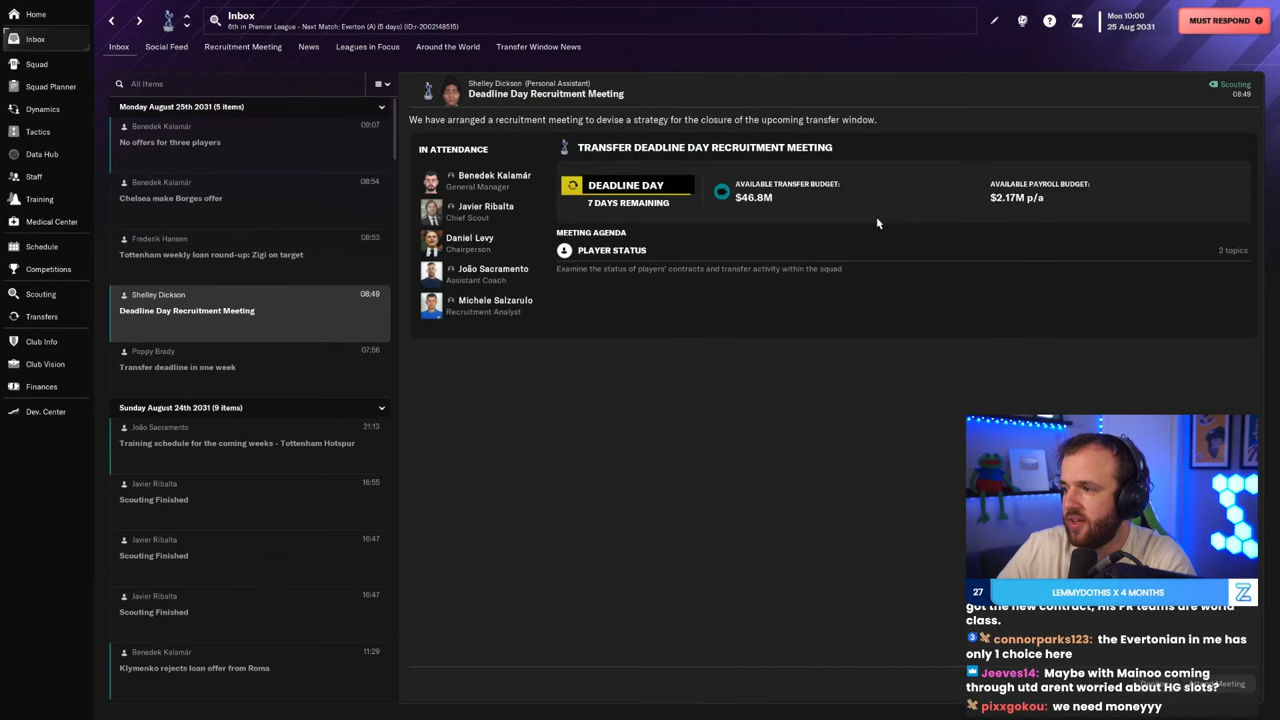 Home
Inbox
Squad
Squad Planner
Dynamics
Tactics
Data Hub
Staff
Training
Medical Center
Schedule
Competitions
Scouting
Transfers
Club Info
Club Vision
Finances
Dev. Center
Inbox
6th in Premier League - Next Match: Everton (A) (5 days) (ID:r-2002148515)
Mon 10:00
25 Aug 2031
MUST RESPOND
Inbox Social Feed Recruitment Meeting News Leagues in Focus Around the World Transfer Window News
All Items
Monday August 25th 2031 (5 items)
Benedek Kalamár 09:07
No offers for three players
Benedek Kalamár 08:54
Chelsea make Borges offer
Frederik Hansen 08:53
Tottenham weekly loan round-up: Zigi on target
Shelley Dickson 08:49
Deadline Day Recruitment Meeting
Poppy Brady 07:56
Transfer deadline in one week
Sunday August 24th 2031 (9 items)
João Sacramento 21:13
Training schedule for the coming weeks - Tottenham Hotspur
Javier Ribalta 16:55
Scouting Finished
Javier Ribalta 16:47
Scouting Finished
Javier Ribalta 16:47
Scouting Finished
Benedek Kalamár 11:29
Klymenko rejects loan offer from Roma
Shelley Dickson (Personal Assistant)
Deadline Day Recruitment Meeting
Scouting
08:49
We have arranged a recruitment meeting to devise a strategy for the closure of the upcoming transfer window.
IN ATTENDANCE
Benedek Kalamár
General Manager
Javier Ribalta
Chief Scout
Daniel Levy
Chairperson
João Sacramento
Assistant Coach
Michele Salzarulo
Recruitment Analyst
TRANSFER DEADLINE DAY RECRUITMENT MEETING
DEADLINE DAY
7 DAYS REMAINING
AVAILABLE TRANSFER BUDGET:
$46.8M
AVAILABLE PAYROLL BUDGET:
$2.17M p/a
MEETING AGENDA
PLAYER STATUS 2 topics
Examine the status of players' contracts and transfer activity within the squad
27 LEMMYDOTHIS X 4 MONTHS
got the new contract, His FK teams are world
class.
3 connorparks123: the Evertonian in me has
only 1 choice here
Jeeves14: Maybe with Mainoo coming
through utd arent worried about HG slots?
Meeting
pixxgokou: we need moneyyy